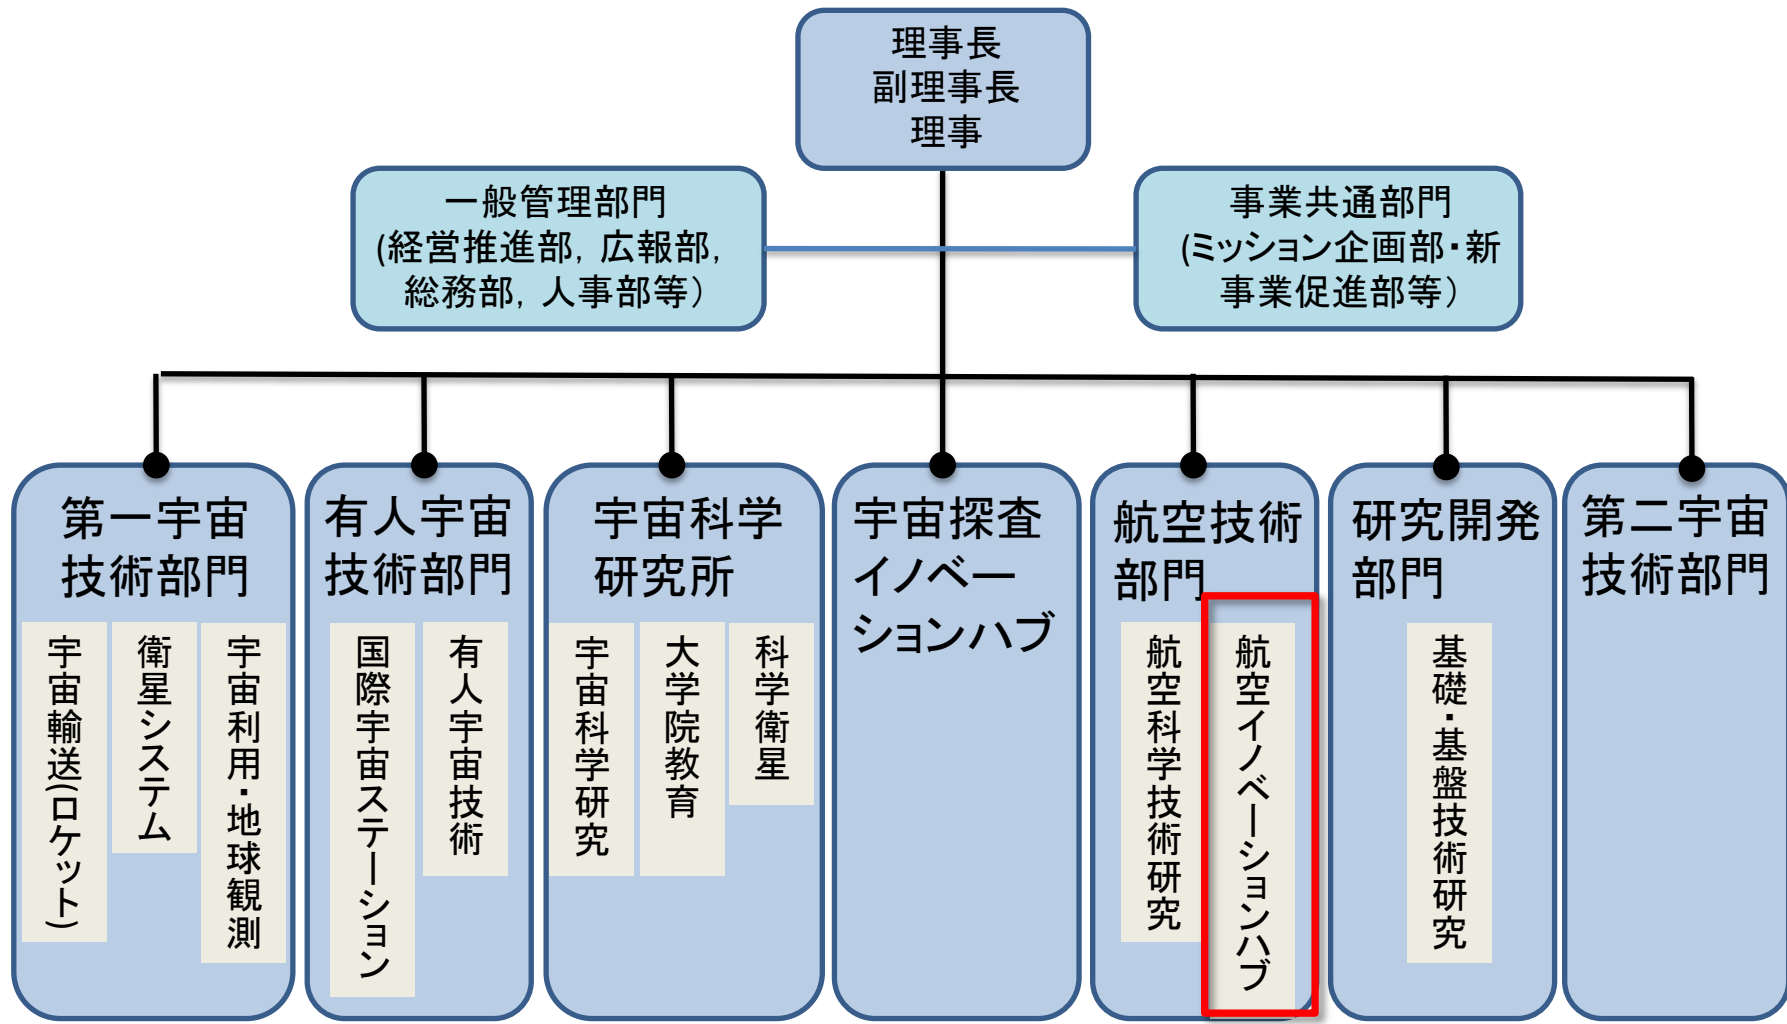 理事長
副理事長
理事
一般管理部門
(経営推進部, 広報部,
総務部, 人事部等）
事業共通部門
(ミッション企画部・新
事業促進部等）
第一宇宙
技術部門
宇宙輸送(ロケット)
衛星システム
宇宙利用・地球観測
有人宇宙
技術部門
国際宇宙ステーション
有人宇宙技術
宇宙科学
研究所
宇宙科学研究
大学院教育
科学衛星
宇宙探査
イノベー
ションハブ
航空技術
部門
航空科学技術研究
航空イノベーションハブ
研究開発
部門
基礎・基盤技術研究
第二宇宙
技術部門